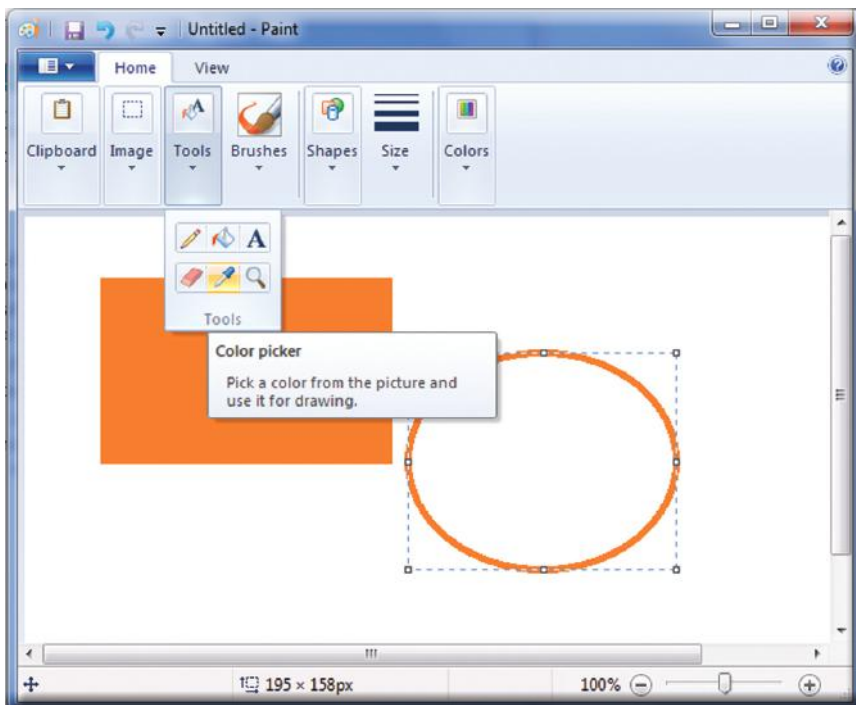 Untitled - Paint
Home View
Clipboard Image Tools Brushes Shapes Size Colors
A
Tools
Color picker
Pick a color from the picture and
use it for drawing.
195 × 158px 100%